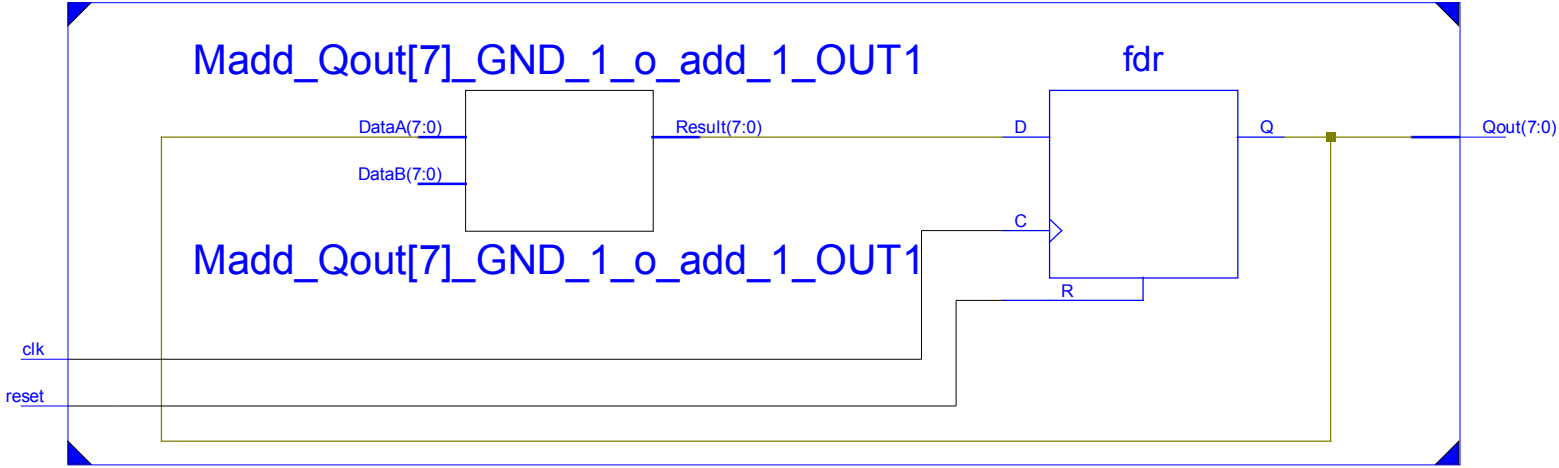 Madd_Qout[7]_GND_1_o_add_1_OUT1
fdr
DataA(7:0)
Result(7:0)
D
Q
Qout(7:0)
DataB(7:0)
C
Madd_Qout[7]_GND_1_o_add_1_OUT1
R
clk
reset